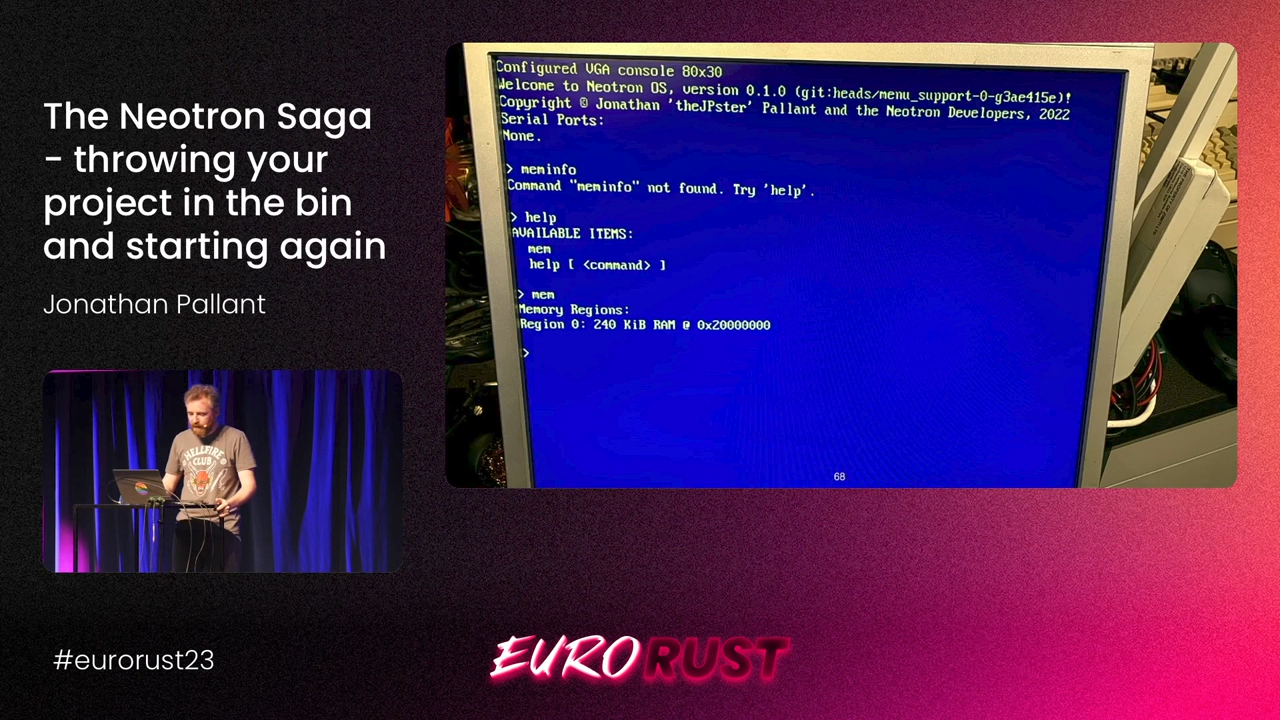 The Neotron Saga
- throwing your
project in the bin
and starting again
Jonathan Pallant
Configured VGA console 80x30
Welcome to Neotron OS, version 0.1.0 (git:heads/menu_support-0-g3ae415e)!
Copyright © Jonathan 'theJPster' Pallant and the Neotron Developers, 2022
Serial Ports:
None.
> meminfo
Command "meminfo" not found. Try 'help'.
> help
AVAILABLE ITEMS:
mem
help [ <command> ]
> mem
Memory Regions:
Region 0: 240 KiB RAM @ 0x20000000
>
68
HELLFIRE
CLUB
#eurorust23
EURORUST